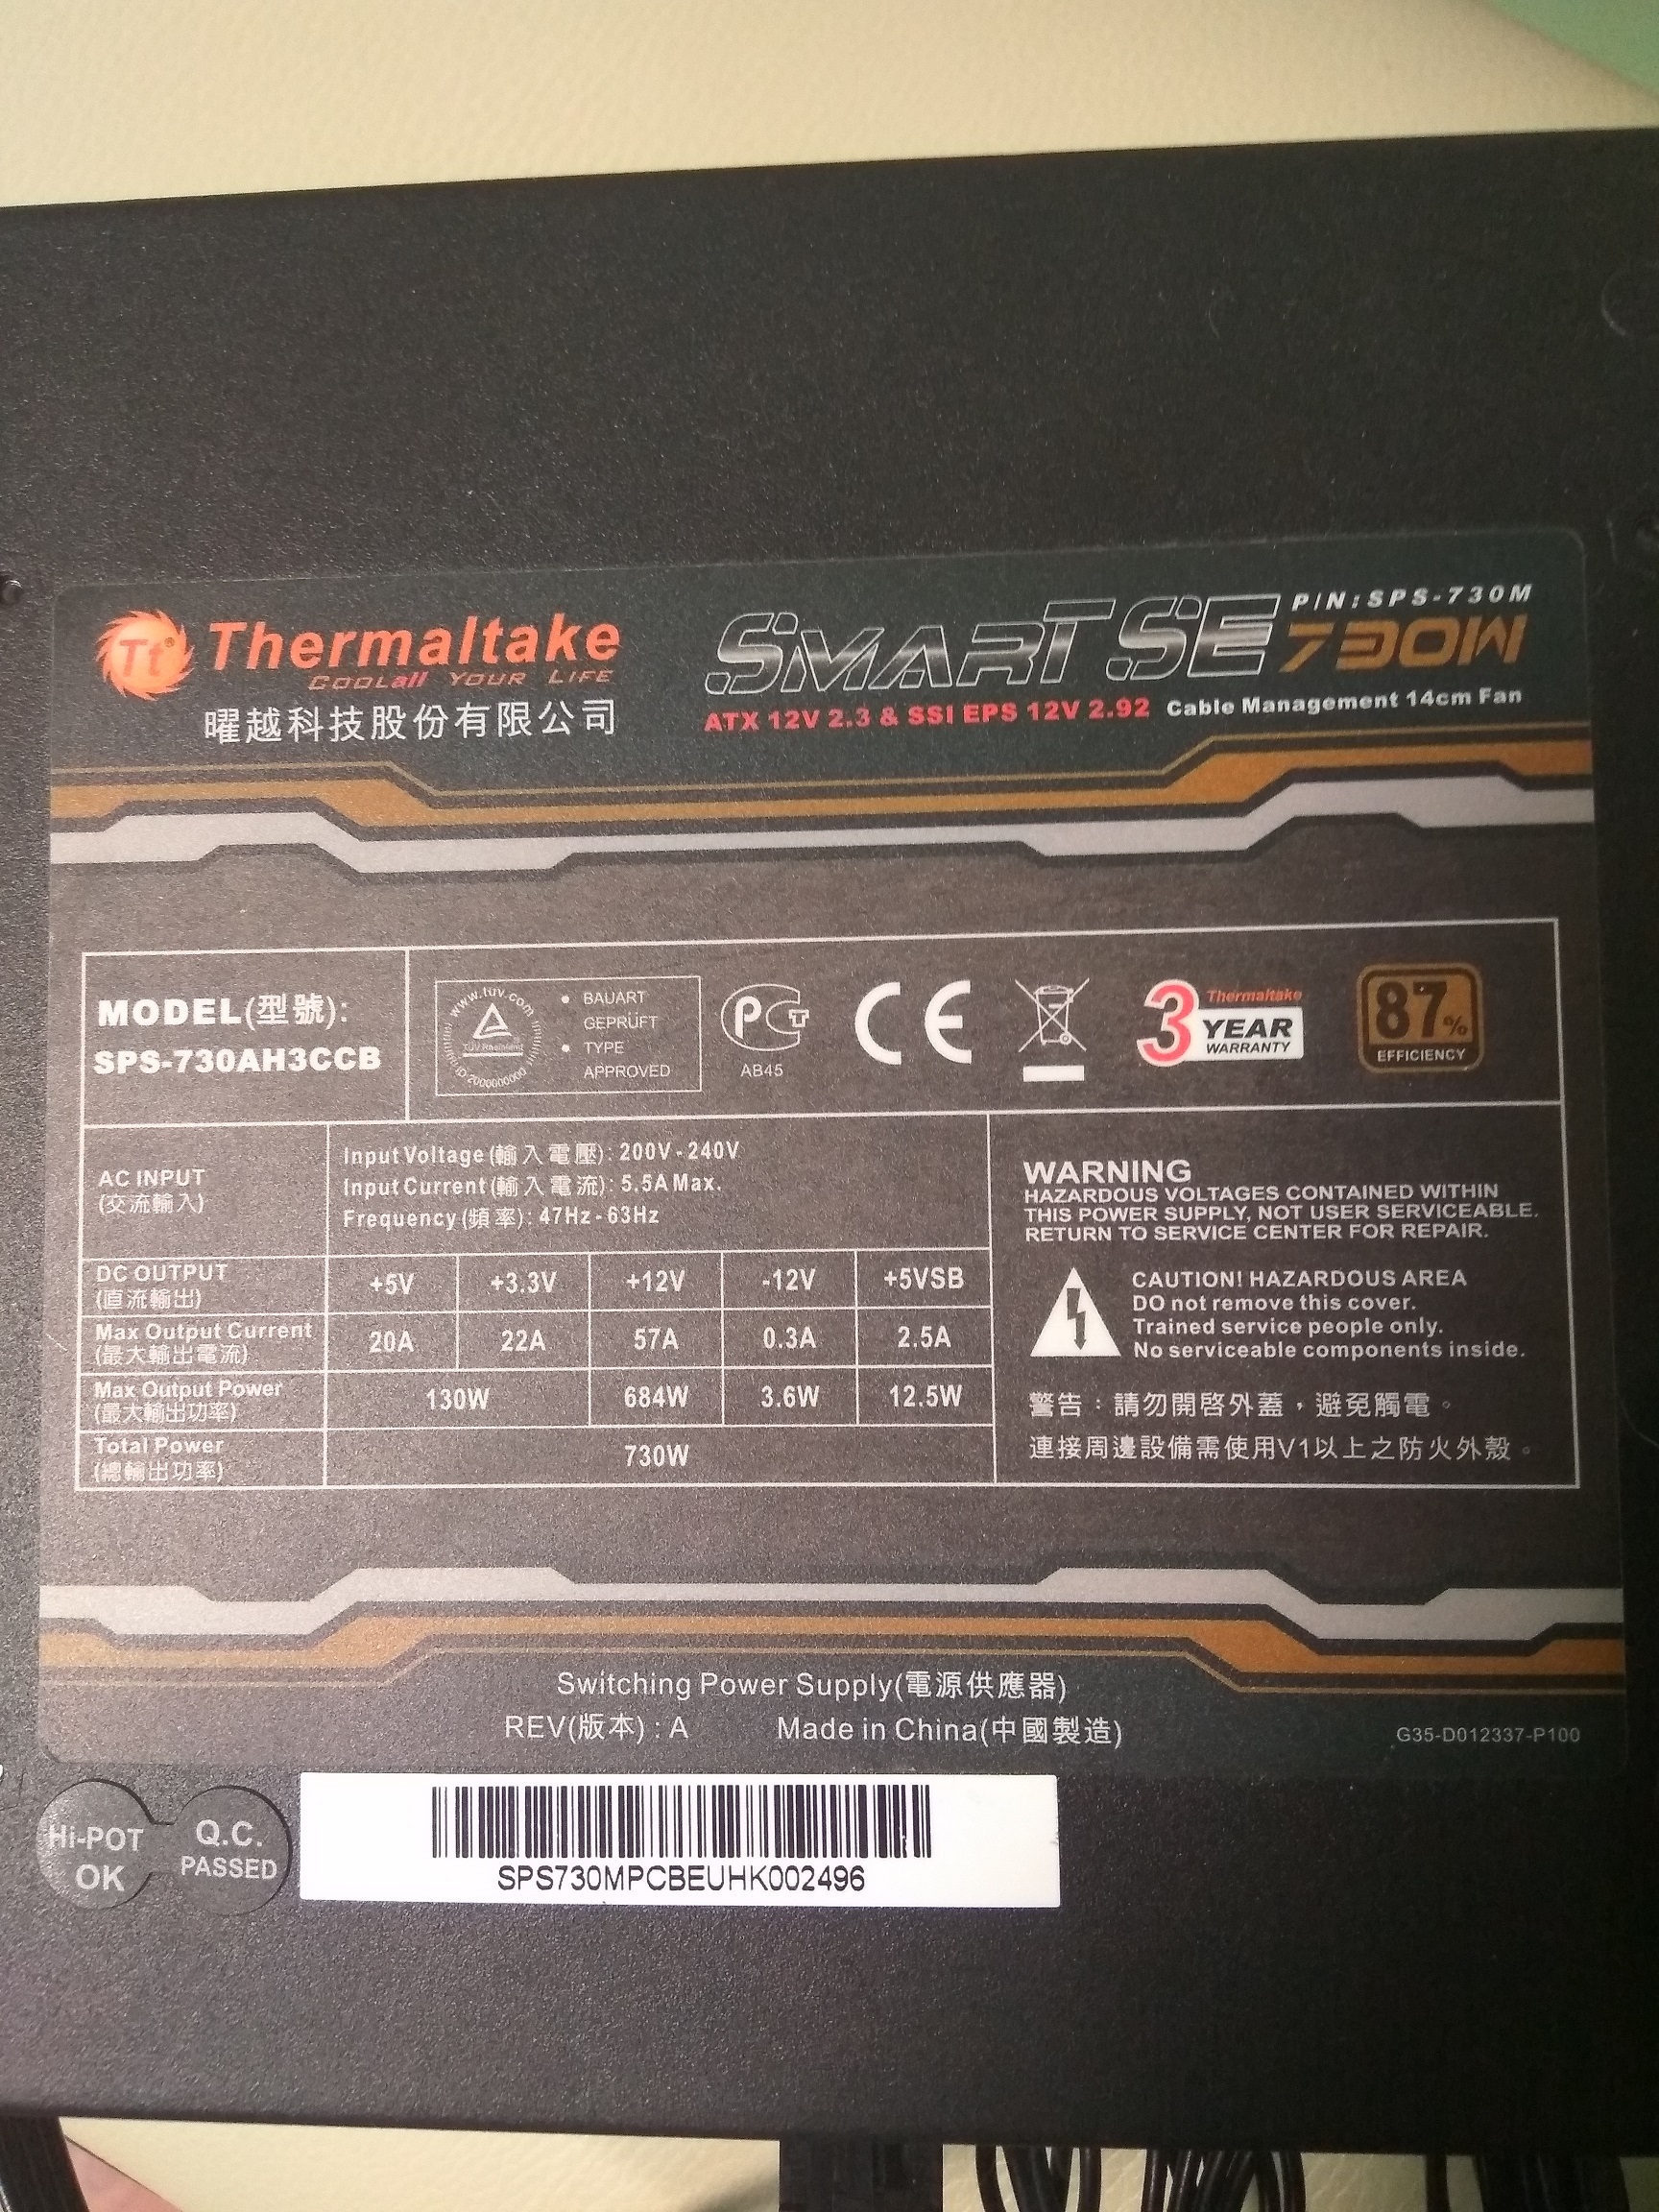 Tt® Thermaltake
COOLall YOUR LIFE
曜越科技股份有限公司
P/N:SPS-730M
SMART SE 730W
ATX 12V 2.3 & SSI EPS 12V 2.92 Cable Management 14cm Fan
MODEL(型號):
SPS-730AH3CCB
www.tuv.com
TÜV Rheinland
ID:2000000000
• BAUART
GEPRÜFT
• TYPE
APPROVED
PCT
AB45
CE
3 Thermaltake
YEAR
WARRANTY
87%
EFFICIENCY
AC INPUT
(交流輸入)
Input Voltage (輸入電壓): 200V - 240V
Input Current (輸入電流): 5.5A Max.
Frequency (頻率): 47Hz - 63Hz
DC OUTPUT
(直流輸出)
+5V +3.3V +12V -12V +5VSB
Max Output Current
(最大輸出電流)
20A 22A 57A 0.3A 2.5A
Max Output Power
(最大輸出功率)
130W 684W 3.6W 12.5W
Total Power
(總輸出功率)
730W
WARNING
HAZARDOUS VOLTAGES CONTAINED WITHIN
THIS POWER SUPPLY, NOT USER SERVICEABLE.
RETURN TO SERVICE CENTER FOR REPAIR.
CAUTION! HAZARDOUS AREA
DO not remove this cover.
Trained service people only.
No serviceable components inside.
警告：請勿開啓外蓋，避免觸電。
連接周邊設備需使用V1以上之防火外殼。
Switching Power Supply(電源供應器)
REV(版本) : A Made in China(中國製造)
G35-D012337-P100
Hi-POT
OK
Q.C.
PASSED
SPS730MPCBEUHK002496